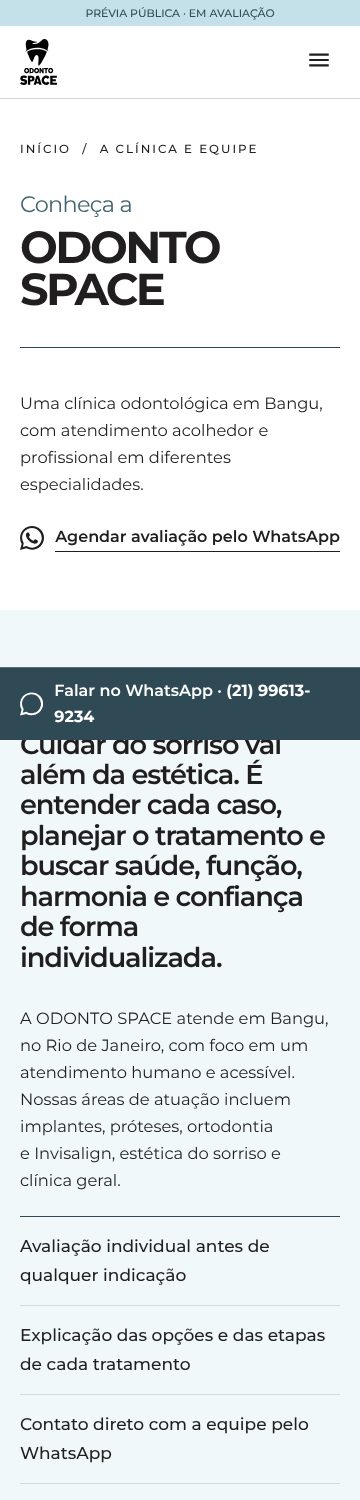 PRÉVIA PÚBLICA · EM AVALIAÇÃO
ODONTO
SPACE
INÍCIO / A CLÍNICA E EQUIPE
Conheça a
ODONTO
SPACE
Uma clínica odontológica em Bangu,
com atendimento acolhedor e
profissional em diferentes
especialidades.
Agendar avaliação pelo WhatsApp
Falar no WhatsApp · (21) 99613-
9234
Cuidar do sorriso vai
além da estética. É
entender cada caso,
planejar o tratamento e
buscar saúde, função,
harmonia e confiança
de forma
individualizada.
A ODONTO SPACE atende em Bangu,
no Rio de Janeiro, com foco em um
atendimento humano e acessível.
Nossas áreas de atuação incluem
implantes, próteses, ortodontia
e Invisalign, estética do sorriso e
clínica geral.
Avaliação individual antes de
qualquer indicação
Explicação das opções e das etapas
de cada tratamento
Contato direto com a equipe pelo
WhatsApp